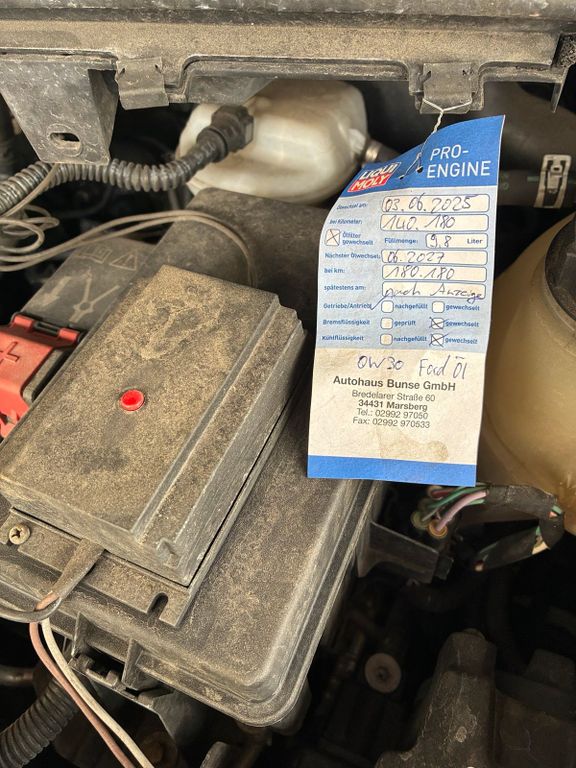 LIQUI
MOLY
PRO-
ENGINE
Ölwechsel am: 03.06.2025
bei Kilometer: 140.180
Ölfilter gewechselt Füllmenge: 9,8 Liter
Nächster Ölwechsel: 06.2027
bei km: 180.180
spätestens am: nach Anzeige
Getriebe/Antrieb nachgefüllt gewechselt
Bremsflüssigkeit geprüft gewechselt
Kühlflüssigkeit nachgefüllt gewechselt
0W30 Ford Öl
Autohaus Bunse GmbH
Bredelarer Straße 60
34431 Marsberg
Tel.: 02992 97050
Fax: 02992 970533